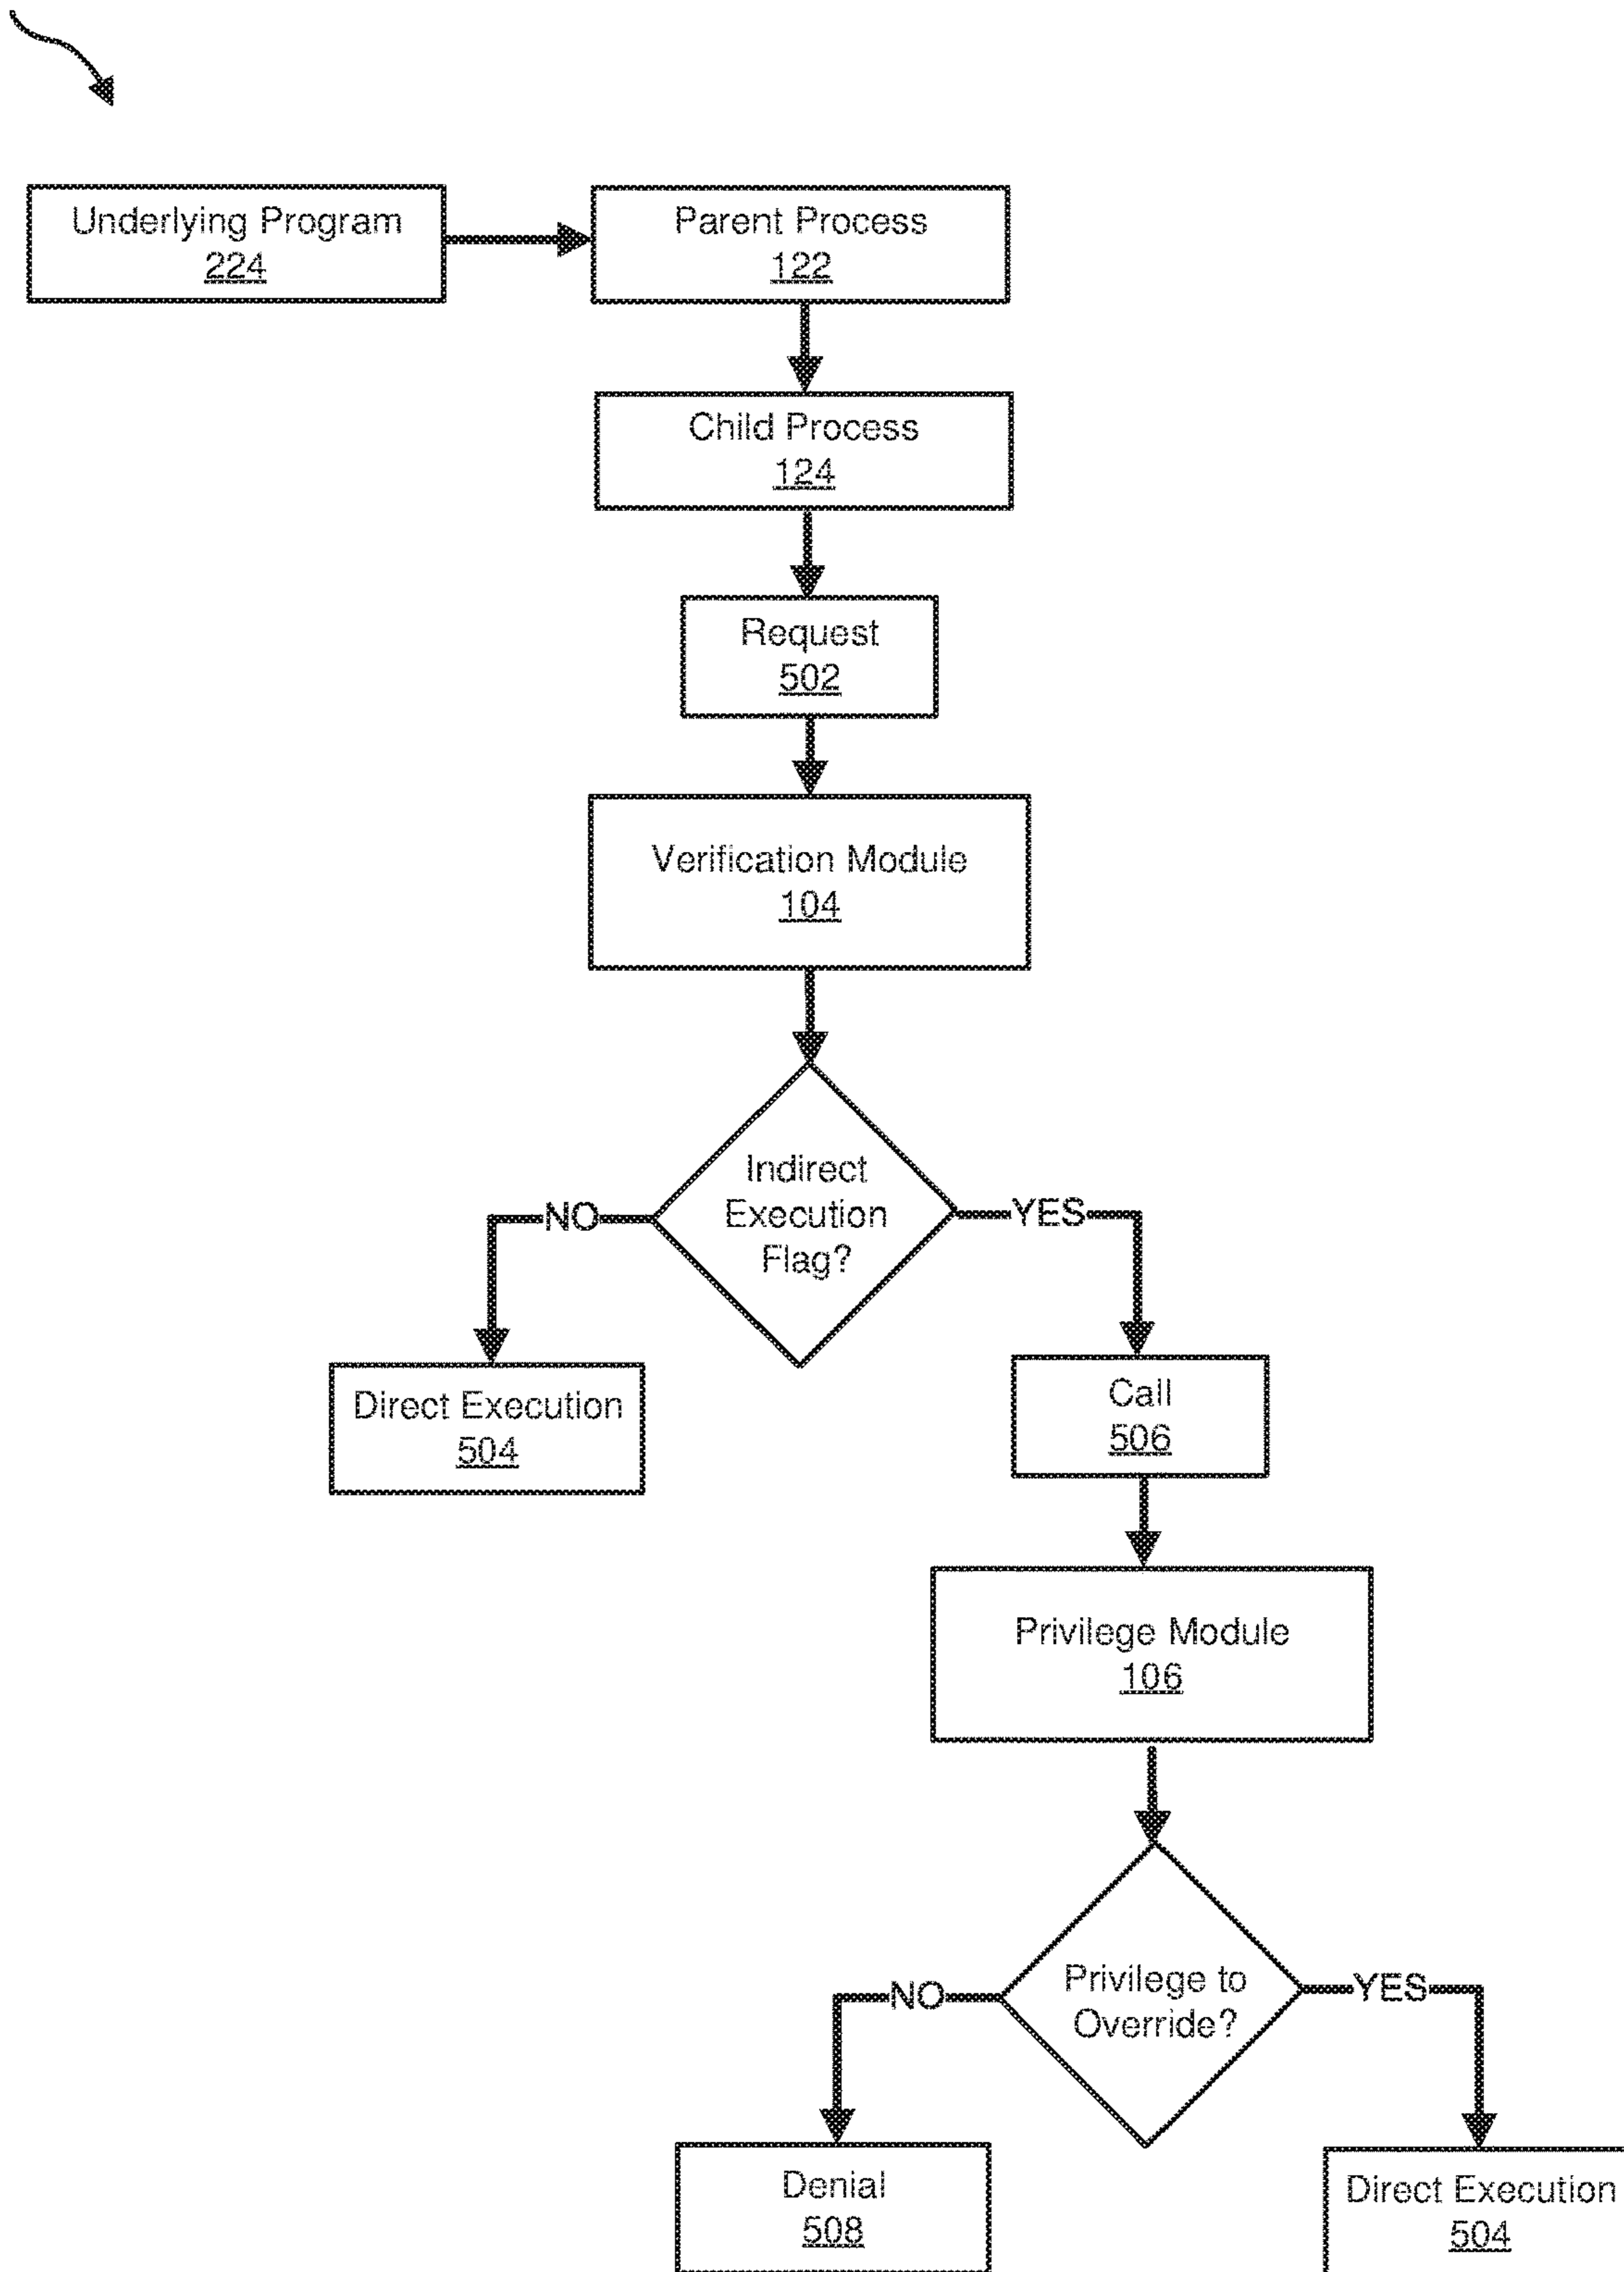 Underlying Program
224
Parent Process
122
Child Process
124
Request
502
Verification Module
104
Indirect
Execution
Flag?
NO
YES
Direct Execution
504
Call
506
Privilege Module
106
Privilege to
Override?
NO
YES
Denial
508
Direct Execution
504